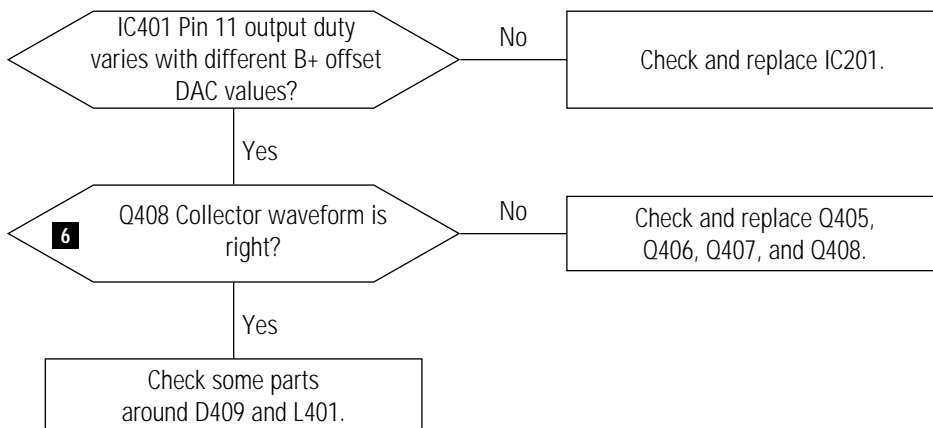 IC401 Pin 11 output duty
varies with different B+ offset
DAC values?
No
Check and replace IC201.
Yes
6
Q408 Collector waveform is
right?
No
Check and replace Q405,
Q406, Q407, and Q408.
Yes
Check some parts
around D409 and L401.